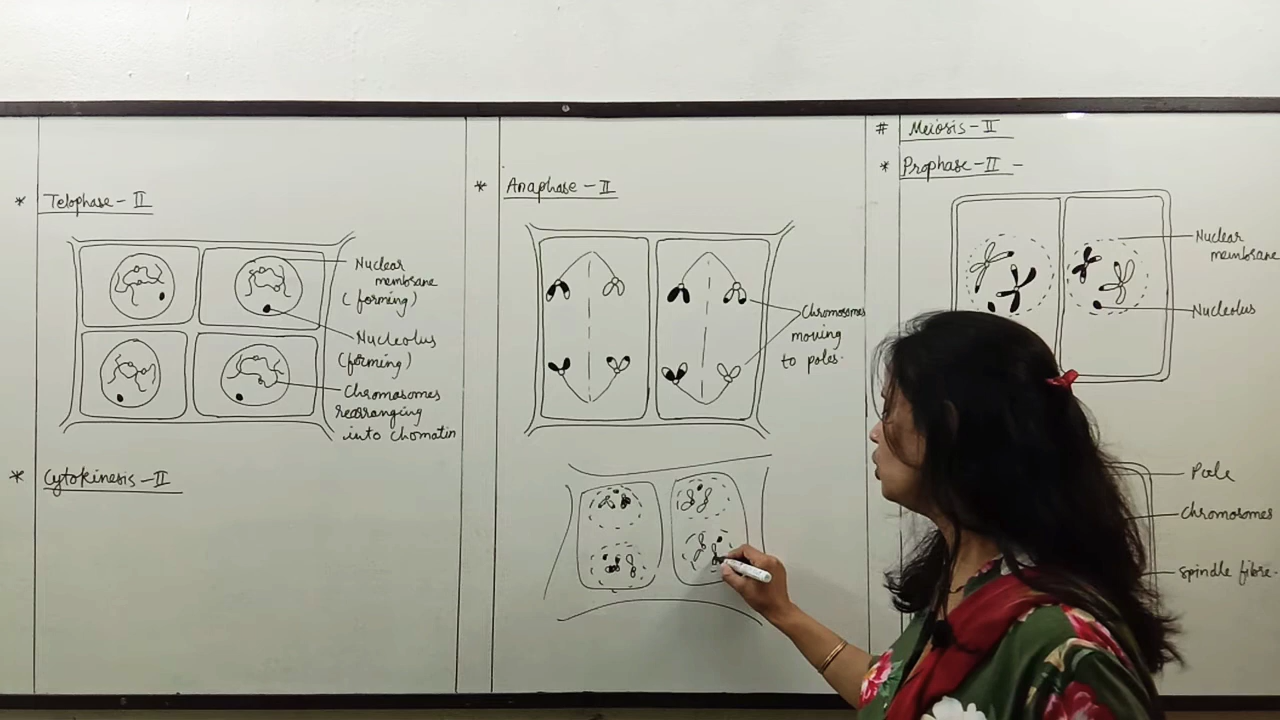 * Telophase - II
Nuclear
membrane
(forming)
Nucleolus
(forming)
Chromosomes
rearranging
into chomatin
* Cytokinesis - II
* Anaphase - II
Chromosomes
moving
to poles.
# Meiosis - II
* Prophase - II -
Nuclear
membrane
Nucleolus
Pole
Chromosomes
spindle fibre.